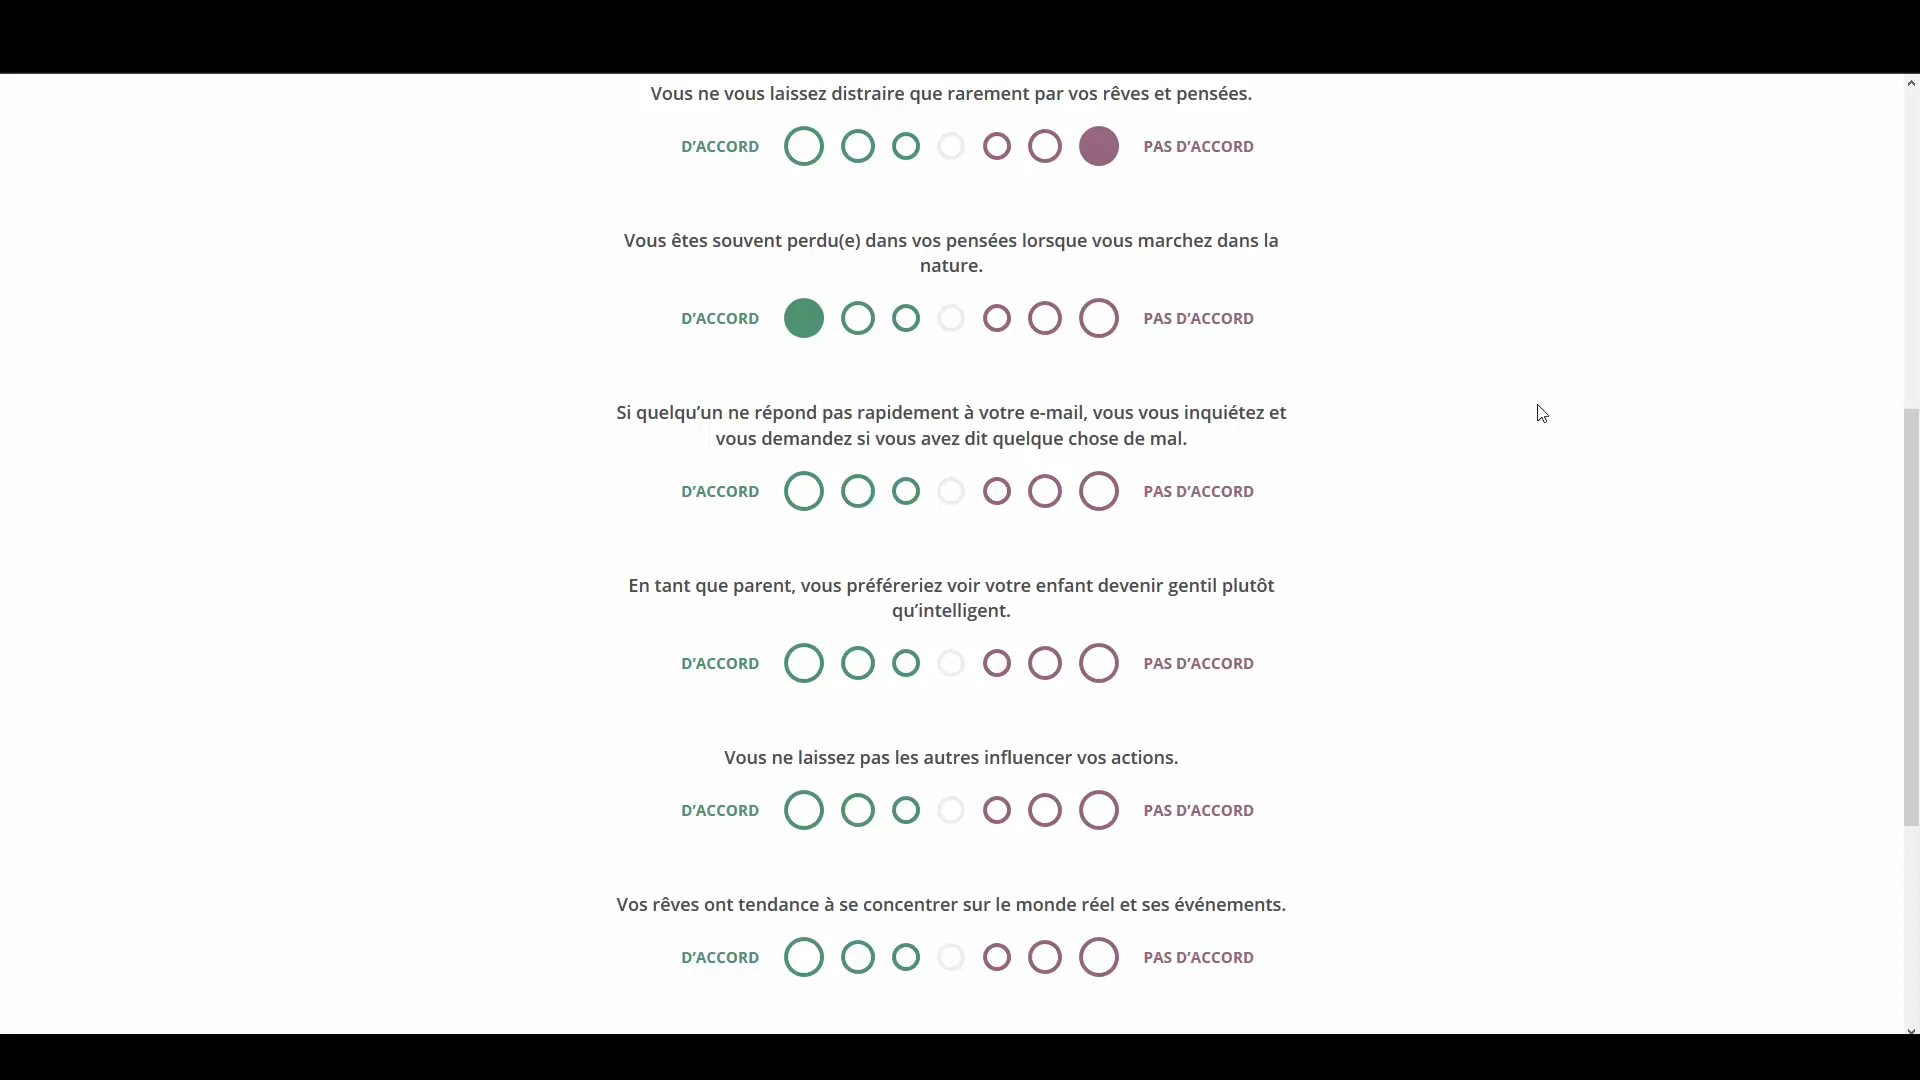 Vous ne vous laissez distraire que rarement par vos rêves et pensées.
D’ACCORD PAS D’ACCORD
Vous êtes souvent perdu(e) dans vos pensées lorsque vous marchez dans la
nature.
D’ACCORD PAS D’ACCORD
Si quelqu’un ne répond pas rapidement à votre e-mail, vous vous inquiétez et
vous demandez si vous avez dit quelque chose de mal.
D’ACCORD PAS D’ACCORD
En tant que parent, vous préféreriez voir votre enfant devenir gentil plutôt
qu’intelligent.
D’ACCORD PAS D’ACCORD
Vous ne laissez pas les autres influencer vos actions.
D’ACCORD PAS D’ACCORD
Vos rêves ont tendance à se concentrer sur le monde réel et ses événements.
D’ACCORD PAS D’ACCORD